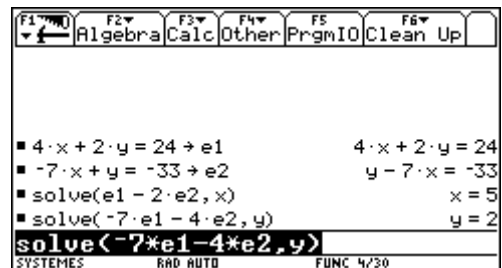 F1 F2 Algebra F3 Calc F4 Other F5 PrgmIO F6 Clean Up
▪ 4·x + 2·y = 24 → e1 4·x + 2·y = 24
▪ ⁻7·x + y = ⁻33 → e2 y − 7·x = ⁻33
▪ solve(e1 − 2·e2, x) x = 5
▪ solve(⁻7·e1 − 4·e2, y) y = 2
solve(⁻7*e1-4*e2,y)
SYSTEMES RAD AUTO FUNC 4/30